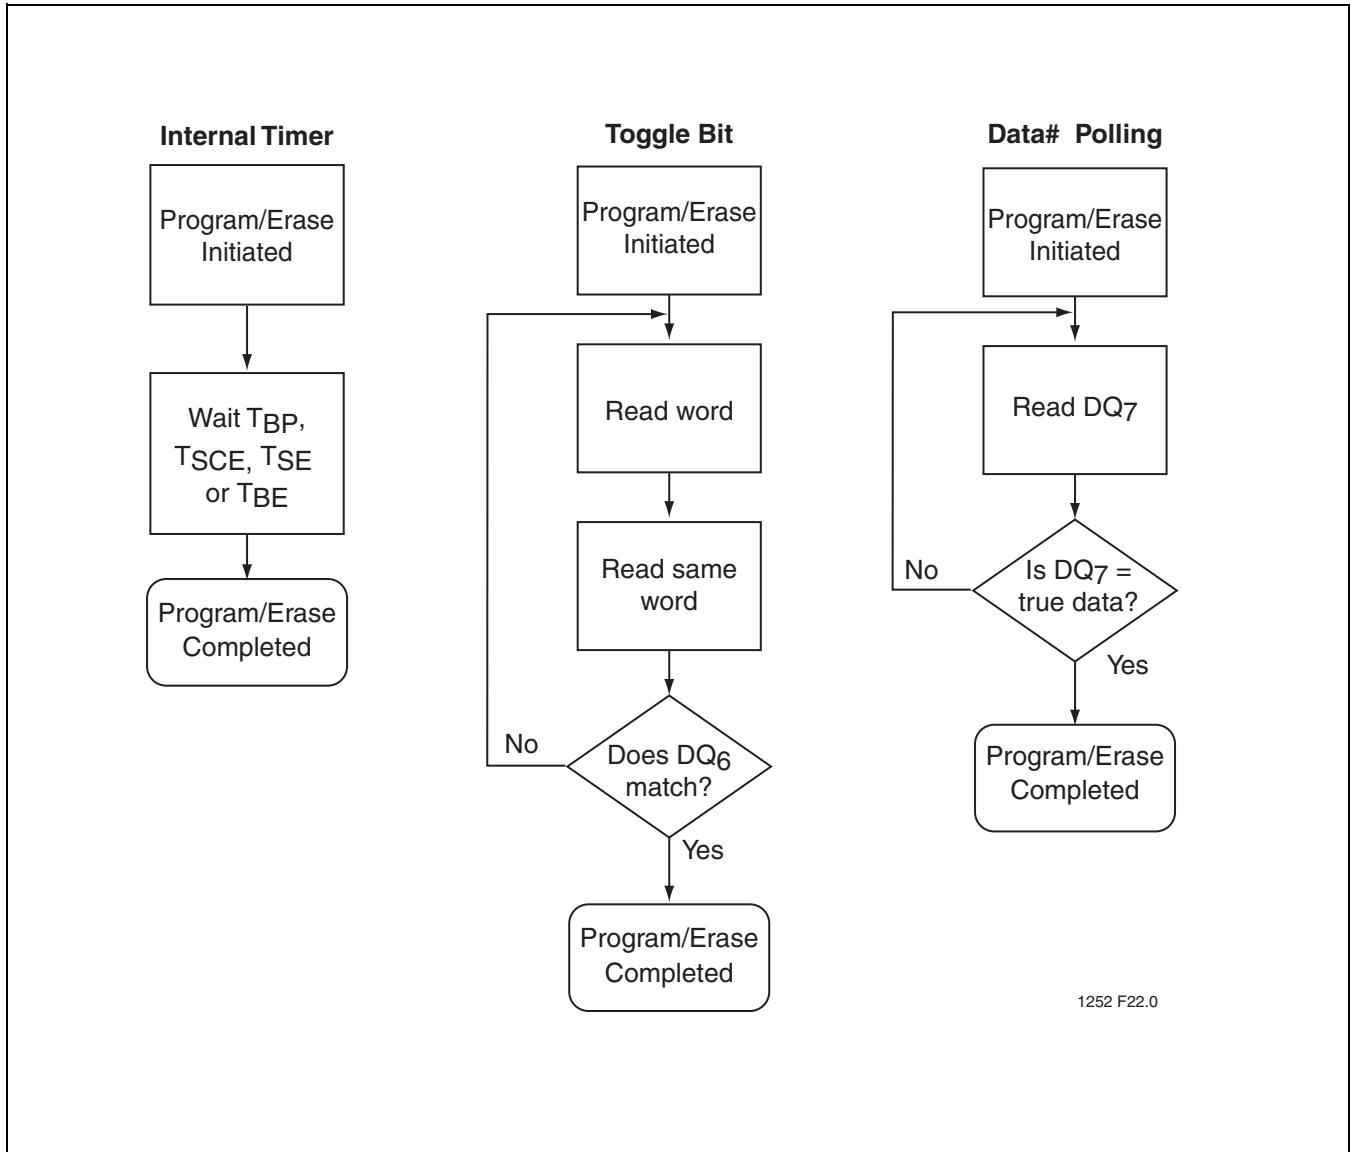 Internal Timer
Program/Erase
Initiated
Wait TBP,
TSCE, TSE
or TBE
Program/Erase
Completed
Toggle Bit
Program/Erase
Initiated
Read word
Read same
word
Does DQ6
match?
No
Yes
Program/Erase
Completed
Data# Polling
Program/Erase
Initiated
Read DQ7
Is DQ7 =
true data?
No
Yes
Program/Erase
Completed
1252 F22.0